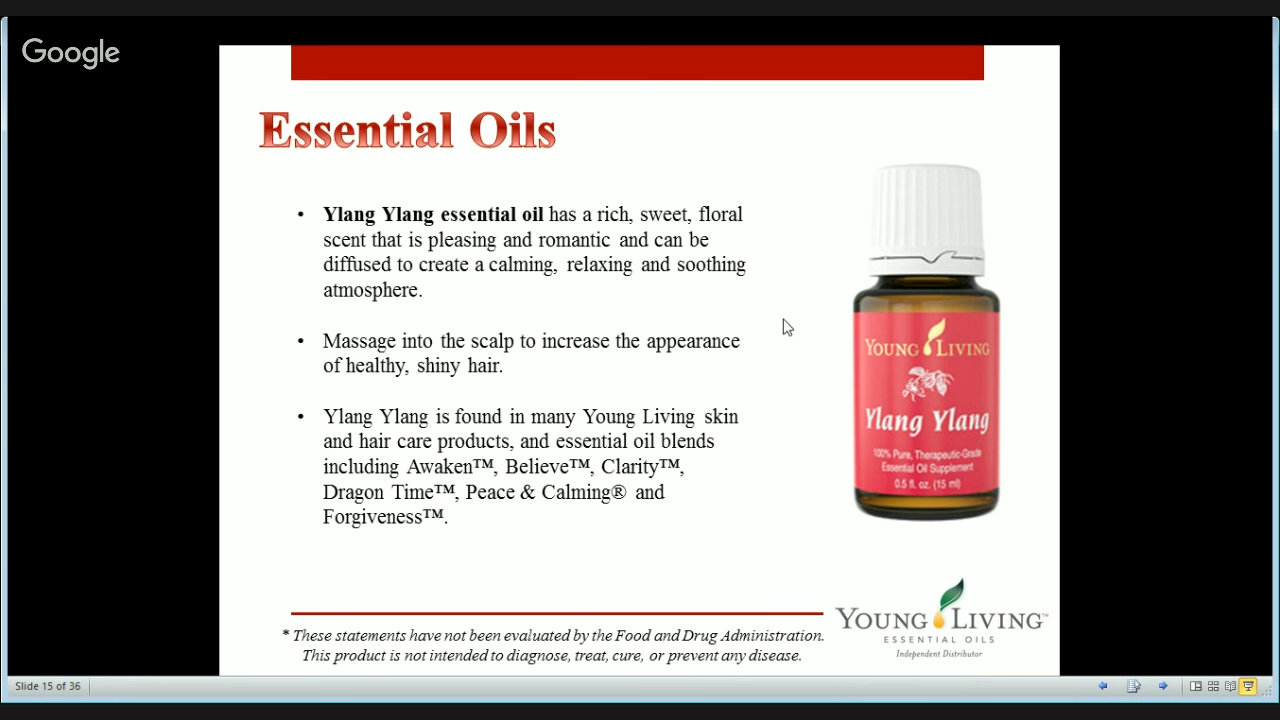 Google
Essential Oils
• Ylang Ylang essential oil has a rich, sweet, floral
scent that is pleasing and romantic and can be
diffused to create a calming, relaxing and soothing
atmosphere.
• Massage into the scalp to increase the appearance
of healthy, shiny hair.
• Ylang Ylang is found in many Young Living skin
and hair care products, and essential oil blends
including Awaken™, Believe™, Clarity™,
Dragon Time™, Peace & Calming® and
Forgiveness™.
YOUNG LIVING
Ylang Ylang
100% Pure, Therapeutic-Grade
Essential Oil Supplement
0.5 fl. oz. (15 ml)
* These statements have not been evaluated by the Food and Drug Administration.
This product is not intended to diagnose, treat, cure, or prevent any disease.
YOUNG LIVING™
ESSENTIAL OILS
Independent Distributor
Slide 15 of 36